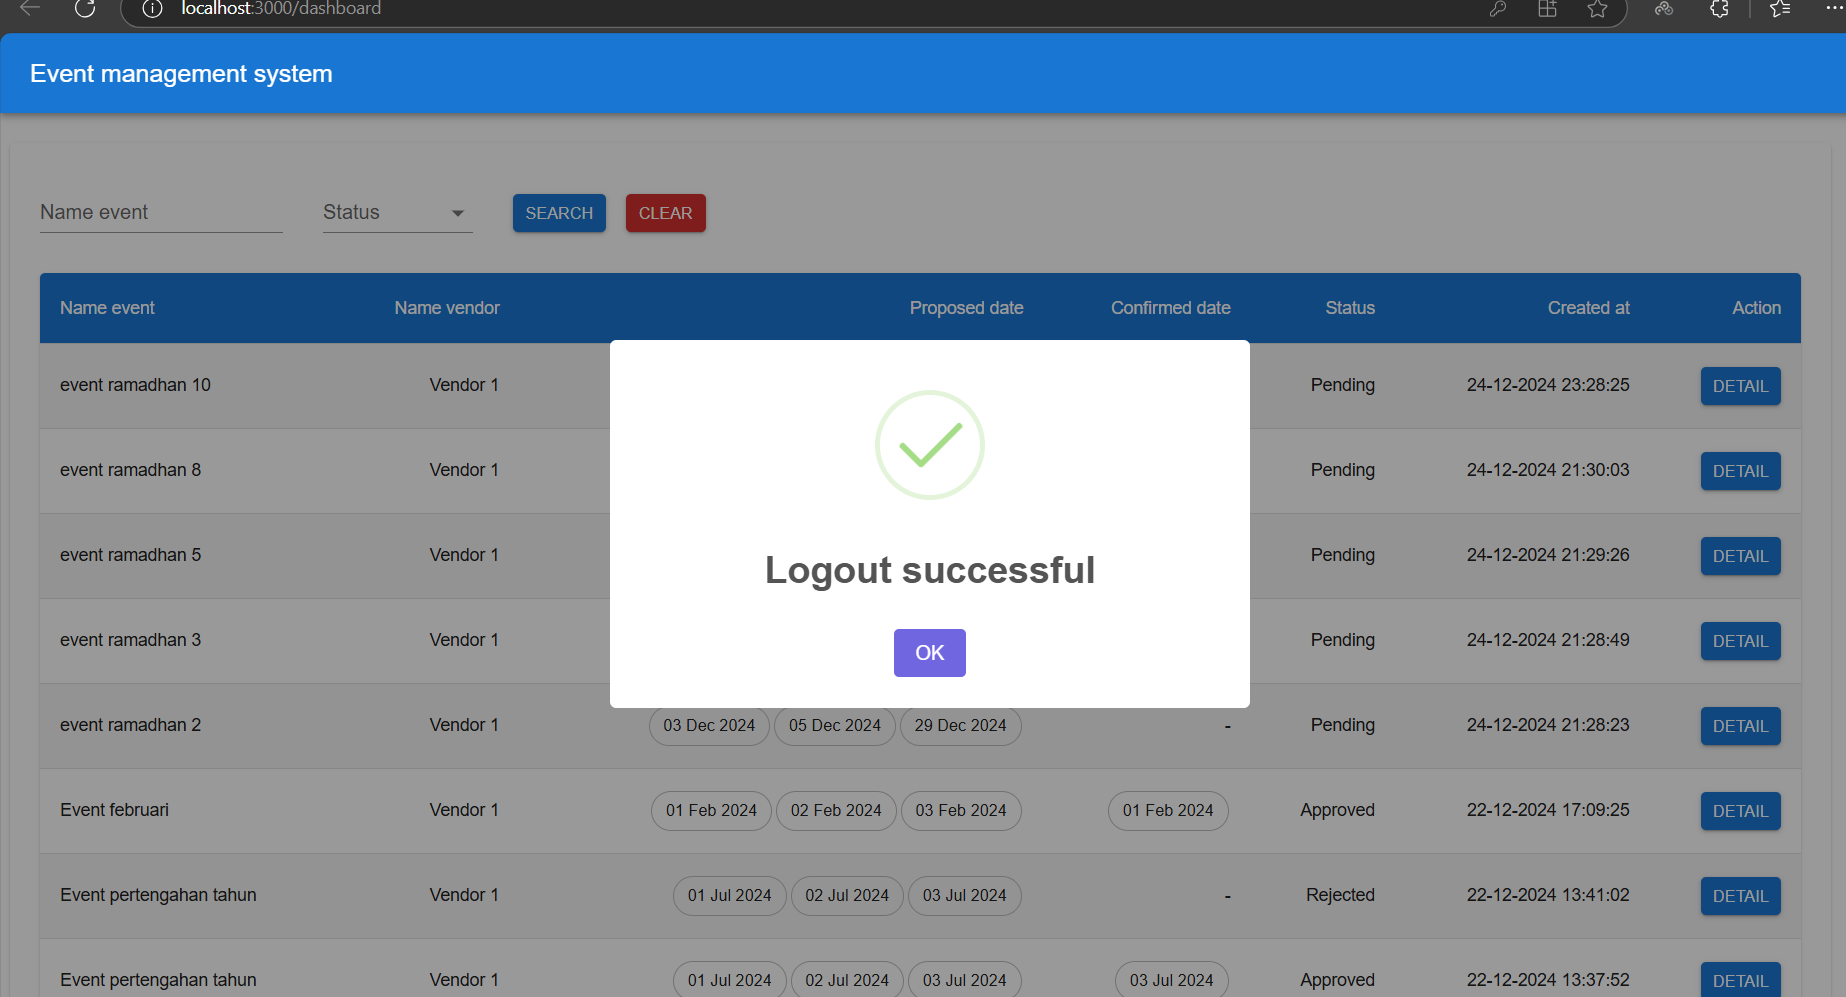 localhost:3000/dashboard
Event management system
Name event Status SEARCH CLEAR
Name event Name vendor Proposed date Confirmed date Status Created at Action
event ramadhan 10 Vendor 1 Pending 24-12-2024 23:28:25 DETAIL
event ramadhan 8 Vendor 1 Pending 24-12-2024 21:30:03 DETAIL
event ramadhan 5 Vendor 1 Pending 24-12-2024 21:29:26 DETAIL
event ramadhan 3 Vendor 1 Pending 24-12-2024 21:28:49 DETAIL
event ramadhan 2 Vendor 1 03 Dec 2024 05 Dec 2024 29 Dec 2024 - Pending 24-12-2024 21:28:23 DETAIL
Event februari Vendor 1 01 Feb 2024 02 Feb 2024 03 Feb 2024 01 Feb 2024 Approved 22-12-2024 17:09:25 DETAIL
Event pertengahan tahun Vendor 1 01 Jul 2024 02 Jul 2024 03 Jul 2024 - Rejected 22-12-2024 13:41:02 DETAIL
Event pertengahan tahun Vendor 1 01 Jul 2024 02 Jul 2024 03 Jul 2024 03 Jul 2024 Approved 22-12-2024 13:37:52 DETAIL
Logout successful
OK